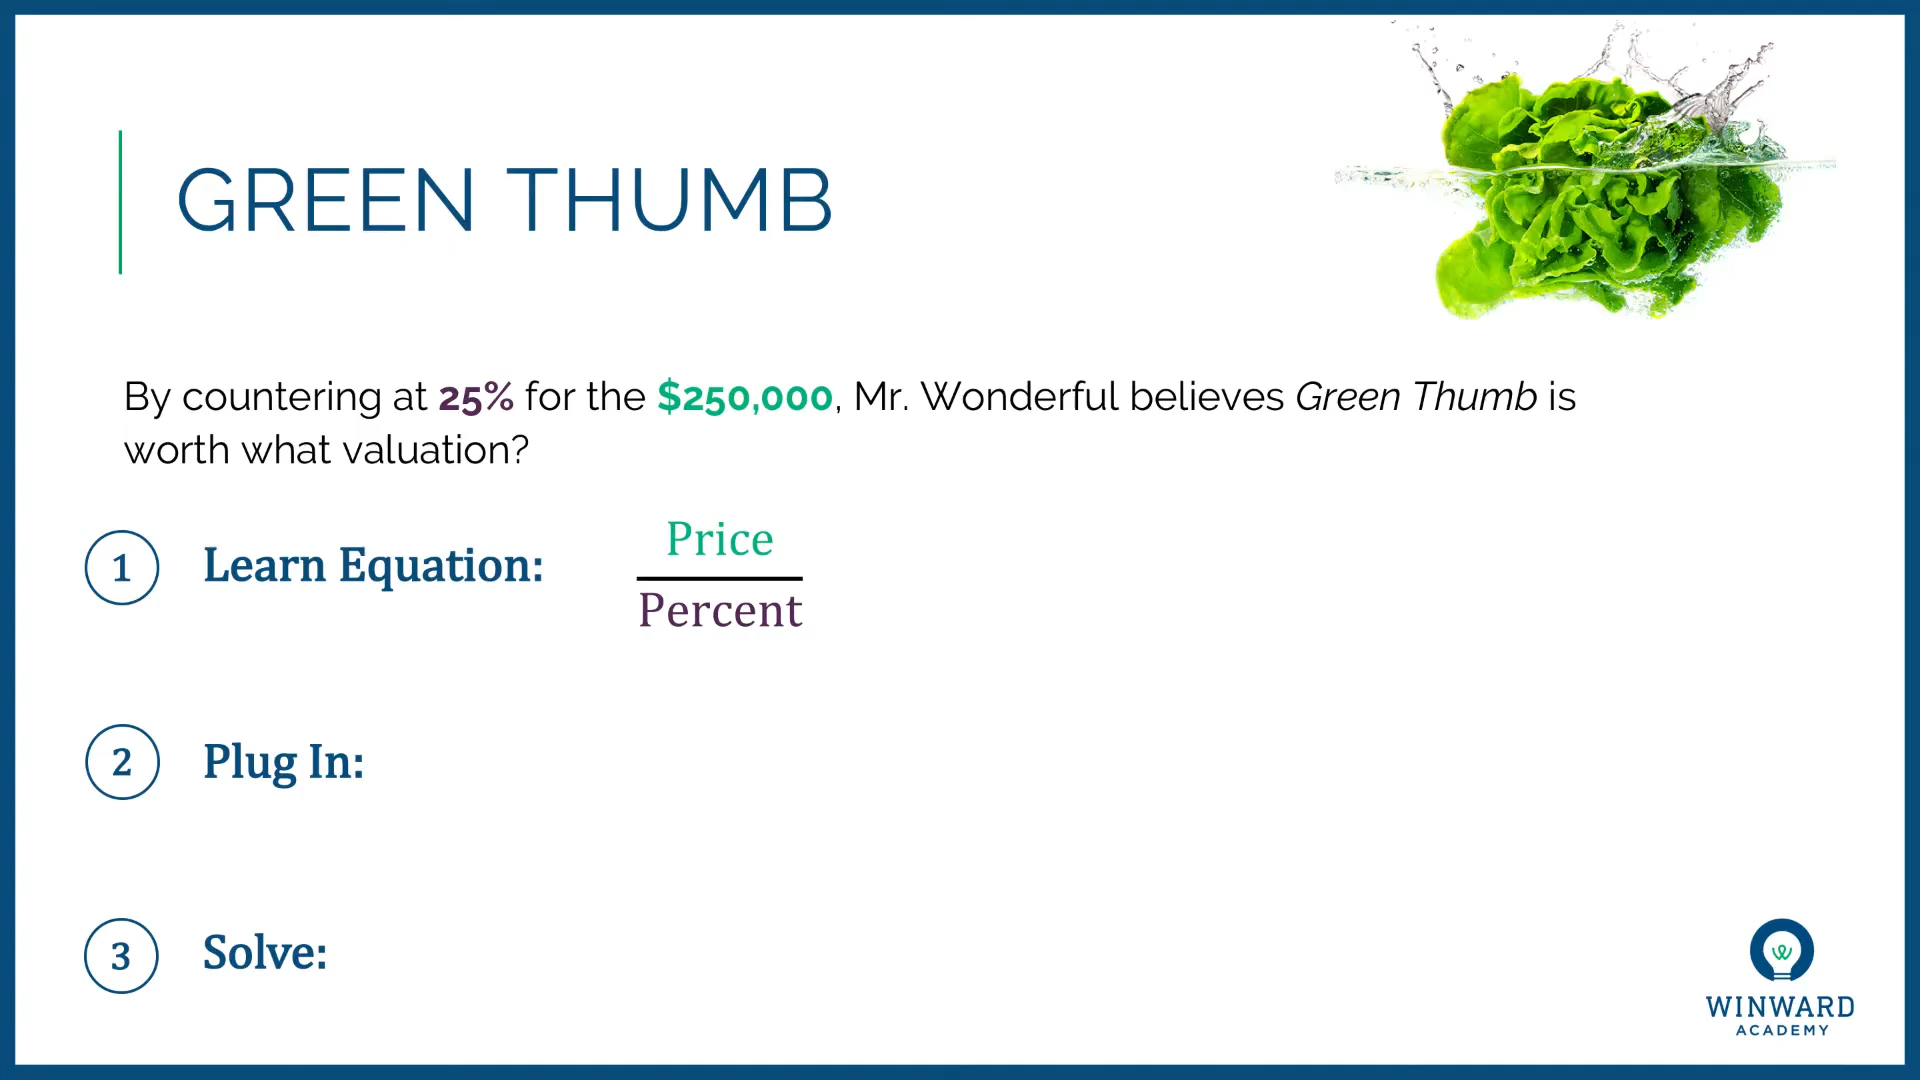 GREEN THUMB
By countering at 25% for the $250,000, Mr. Wonderful believes Green Thumb is
worth what valuation?
1 Learn Equation:
Price
Percent
2 Plug In:
3 Solve:
WINWARD
ACADEMY